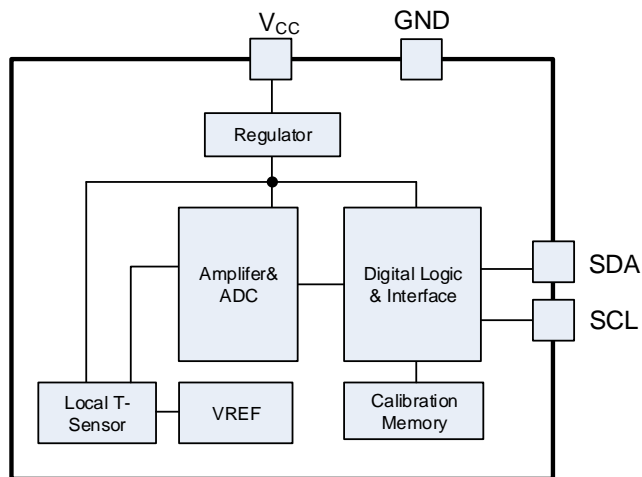 VCC
GND
Regulator
Amplifer&
ADC
Digital Logic
& Interface
SDA
SCL
Local T-
Sensor
VREF
Calibration
Memory